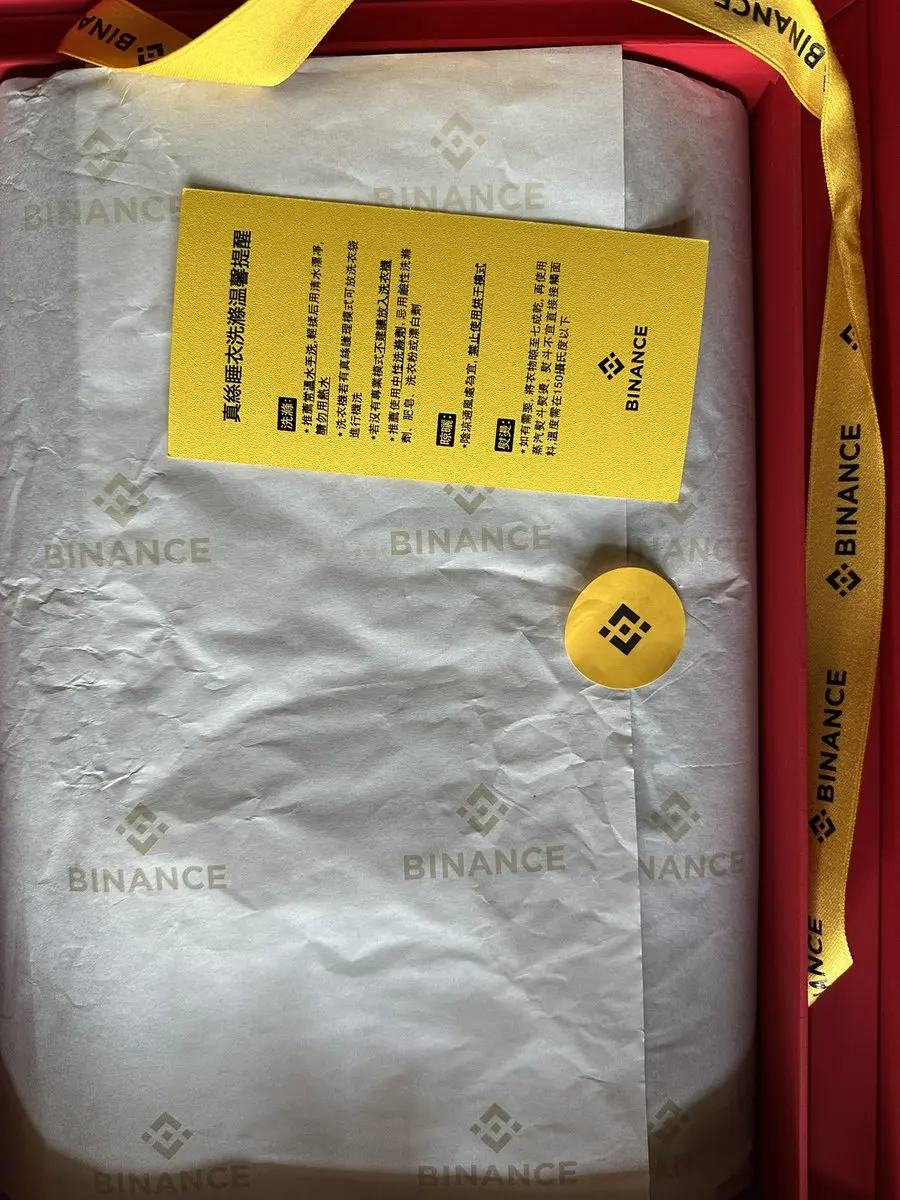 BINANCE
BINANCE
BINANCE
BINANCE
真絲睡衣洗滌溫馨提醒
洗滌:
*推薦常溫水手洗,輕揉后用清水漂凈,
請勿用熱水
*洗衣機若有真絲護理模式可放洗衣袋
進行機洗
*若沒有專業模式不建議放入洗衣機
*推薦使用中性洗滌劑,忌用鹼性洗滌
劑、肥皂、洗衣粉或漂白劑
晾曬:
*陰涼通風處為宜,禁止使用烘干模式
熨燙:
*如有需要,將衣物晾至七成乾,再使用
蒸汽熨斗熨燙,熨斗不宜直接接觸面
料,溫度需在150攝氏度以下
BINANCE
BINANCE
BINANCE
BINANCE
BINANCE
BINANCE
BINANCE
BINANCE
BINANCE
BINANCE